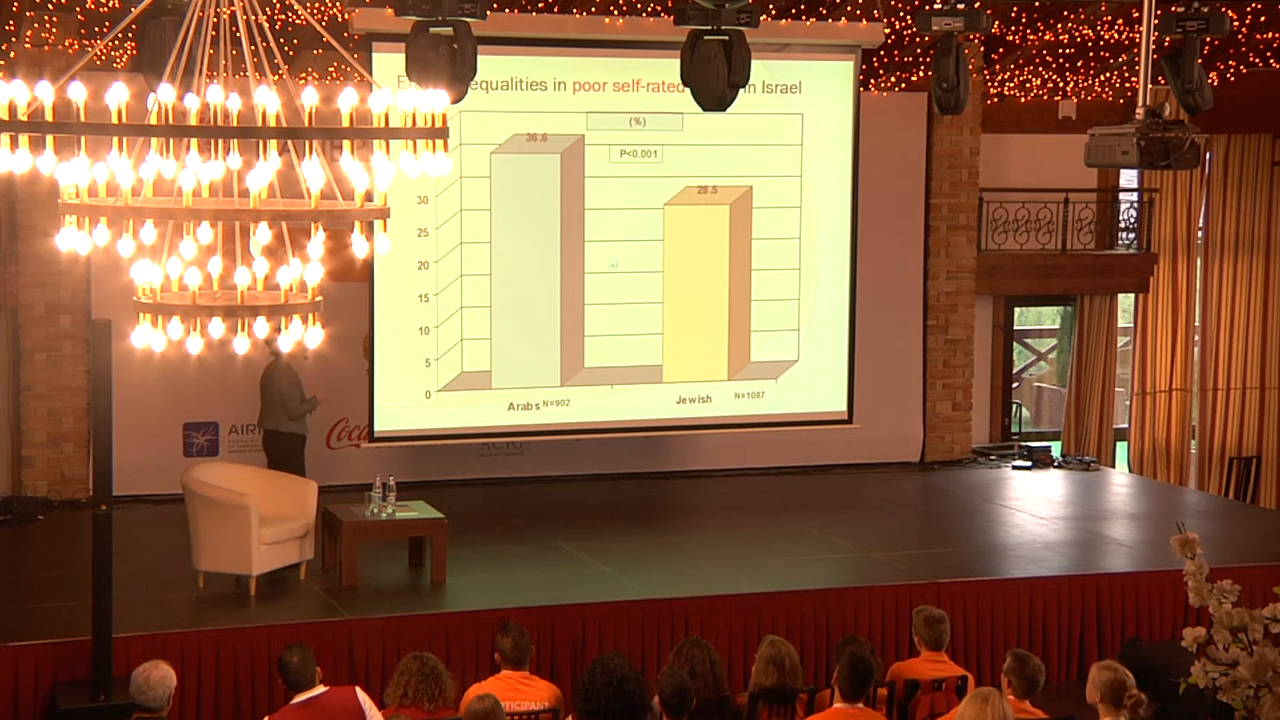 equalities in poor self-rated in Israel
(%)
P<0.001
36.6
28.5
30
25
20
15
10
5
0
Arabs N=902
Jewish N=1087
AIR
Coca
ACTG
PARTICIPANT